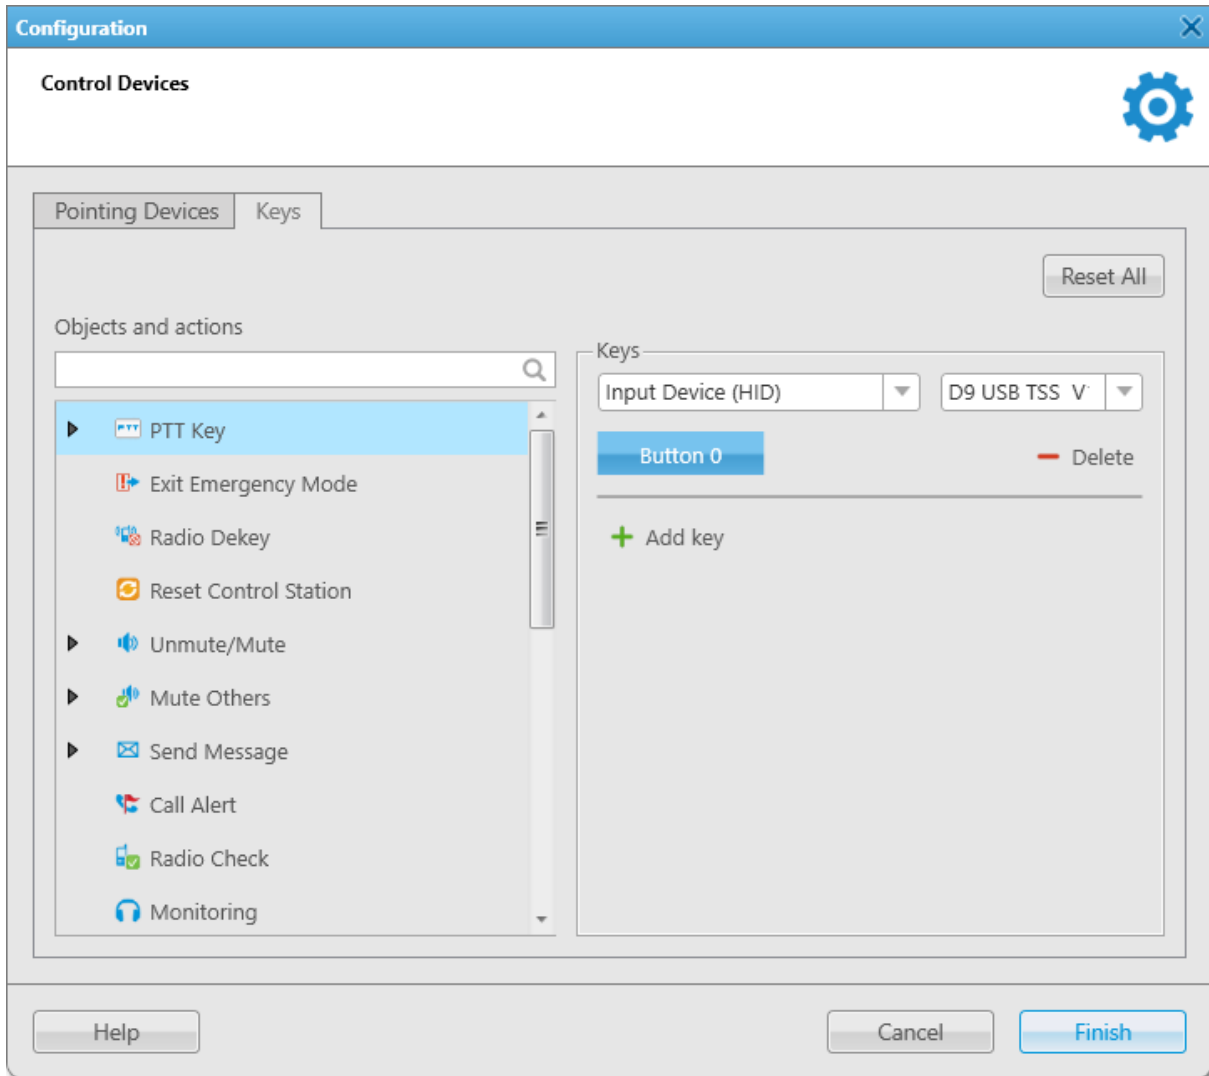 Configuration
Control Devices
Pointing Devices
Keys
Reset All
Objects and actions
Keys
Input Device (HID)
D9 USB TSS V
PTT Key
Button 0
Delete
Exit Emergency Mode
Radio Dekey
Add key
Reset Control Station
Unmute/Mute
Mute Others
Send Message
Call Alert
Radio Check
Monitoring
Help
Cancel
Finish